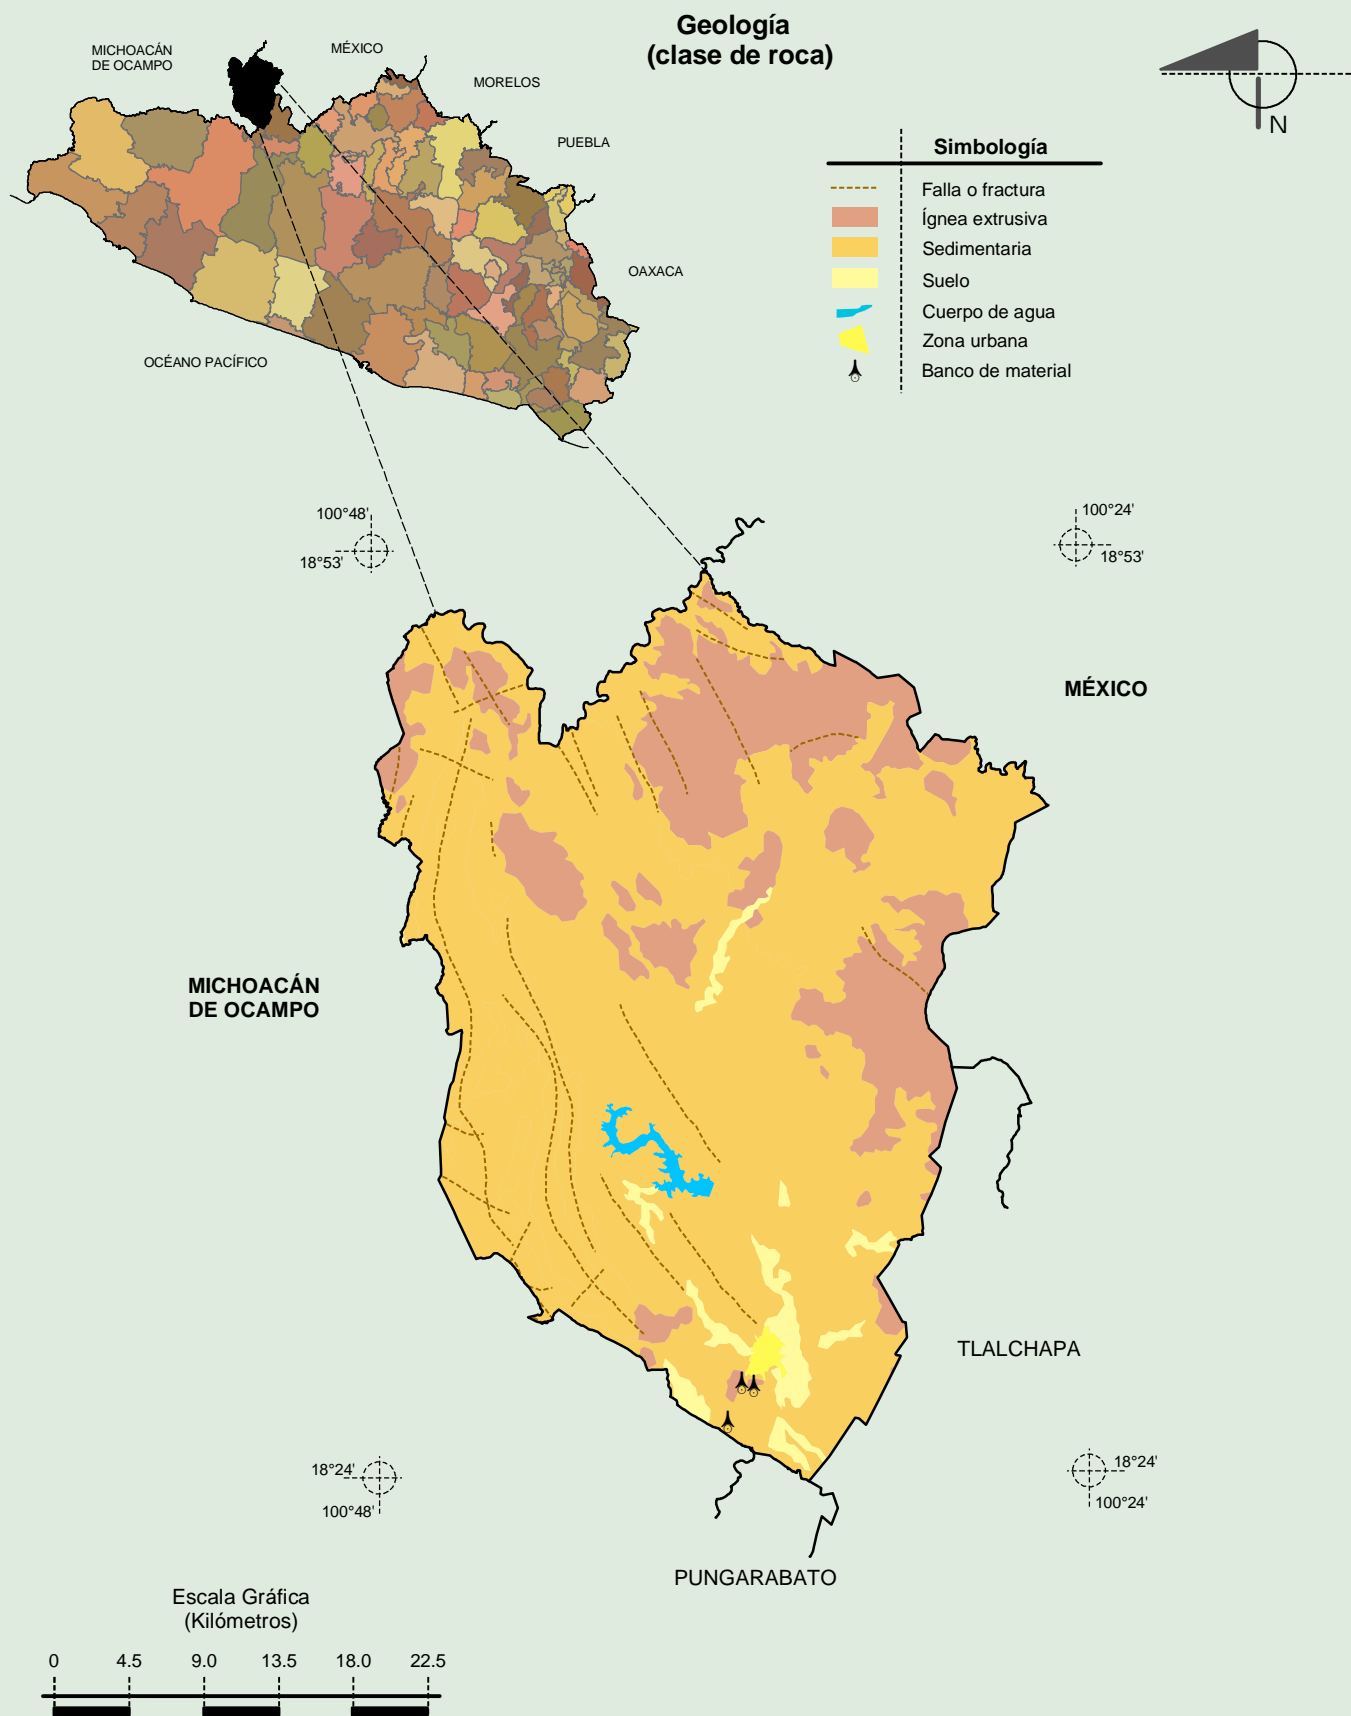 Geología
(clase de roca)
MICHOACÁN
DE OCAMPO
MÉXICO
MORELOS
PUEBLA
OAXACA
OCÉANO PACÍFICO
N
Simbología
Falla o fractura
Ígnea extrusiva
Sedimentaria
Suelo
Cuerpo de agua
Zona urbana
Banco de material
100°48'
18°53'
100°24'
18°53'
MÉXICO
MICHOACÁN
DE OCAMPO
TLALCHAPA
18°24'
100°48'
18°24'
100°24'
PUNGARABATO
Escala Gráfica
(Kilómetros)
0 4.5 9.0 13.5 18.0 22.5